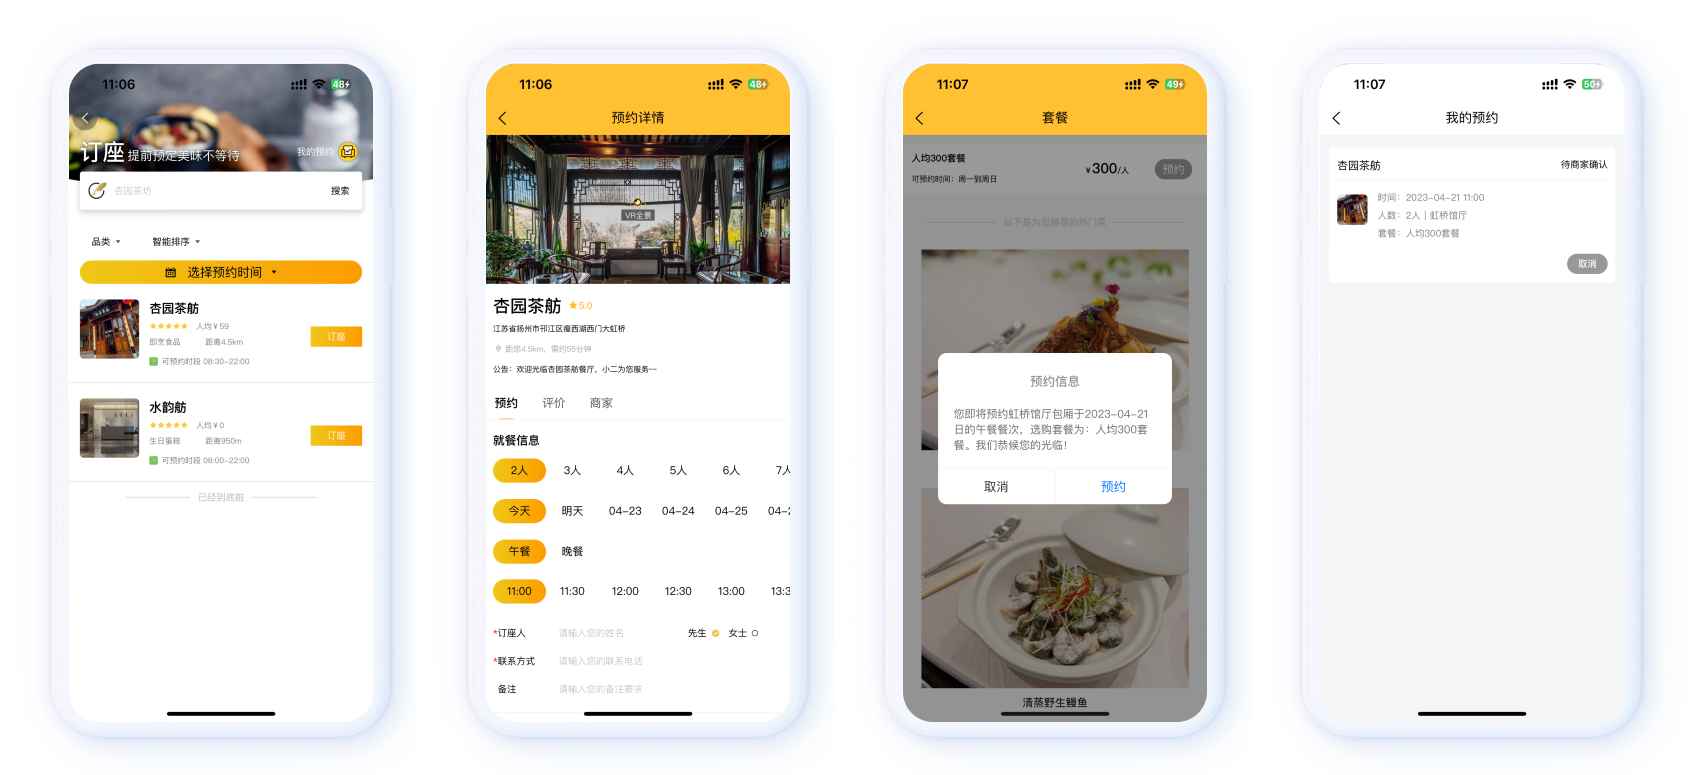 11:06
48
订座 提前预定美味不等待
我的预约
杏园茶坊
搜索
品类
智能排序
选择预约时间
杏园茶舫
人均¥59
即烹食品 距离4.5km
订座
可预约时段 08:30-22:00
水韵舫
人均¥0
生日蛋糕 距离950m
订座
可预约时段 08:00-22:00
已经到底啦
11:06
48
预约详情
VR全景
杏园茶舫 5.0
江苏省扬州市邗江区瘦西湖西门大虹桥
距您4.5km，需约55分钟
公告：欢迎光临杏园茶舫餐厅，小二为您服务~~
预约 评价 商家
就餐信息
2人 3人 4人 5人 6人 7人
今天 明天 04-23 04-24 04-25 04-2
午餐 晚餐
11:00 11:30 12:00 12:30 13:00 13:3
*订座人 请输入您的姓名 先生 女士
*联系方式 请输入您的联系电话
备注 请输入您的备注要求
11:07
49
套餐
人均300套餐
¥300/人
预约
可预约时间：周一到周日
以下是为您推荐的热门菜
预约信息
您即将预约虹桥馆厅包厢于2023-04-21
日的午餐餐次，选购套餐为：人均300套
餐。我们恭候您的光临！
取消 预约
清蒸野生鳗鱼
11:07
50
我的预约
杏园茶舫 待商家确认
时间：2023-04-21 11:00
人数：2人 | 虹桥馆厅
套餐：人均300套餐
取消